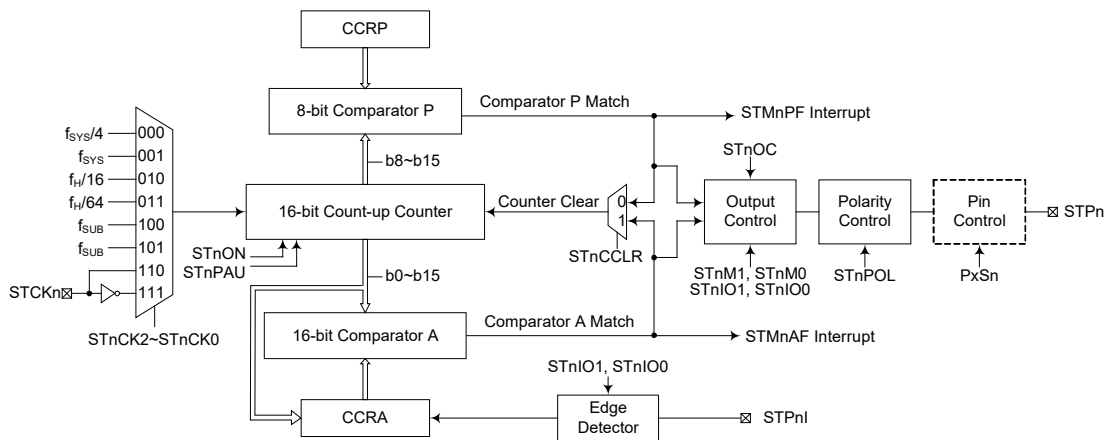 CCRP
8-bit Comparator P
Comparator P Match
STMnPF Interrupt
b8~b15
fSYS/4
000
fSYS
001
fH/16
010
fH/64
011
fSUB
100
fSUB
101
110
111
STCKn
STnCK2~STnCK0
16-bit Count-up Counter
STnON
STnPAU
Counter Clear
0
1
STnCCLR
STnOC
Output
Control
STnM1, STnM0
STnIO1, STnIO0
Polarity
Control
STnPOL
Pin
Control
PxSn
STPn
b0~b15
16-bit Comparator A
Comparator A Match
STMnAF Interrupt
STnIO1, STnIO0
CCRA
Edge
Detector
STPnI